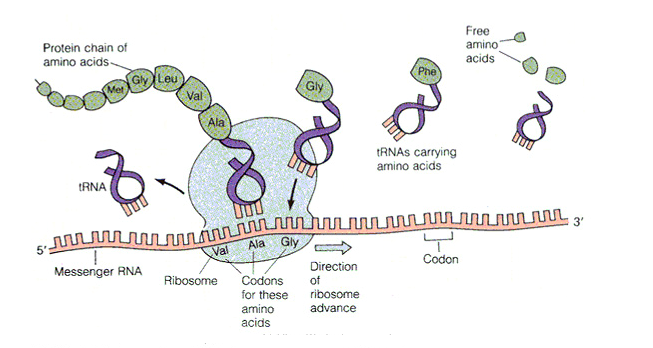 Protein chain of
amino acids
Free
amino
acids
Met
Gly
Leu
Val
Ala
Gly
Phe
tRNAs carrying
amino acids
tRNA
5'
3'
Val
Ala
Gly
Messenger RNA
Ribosome
Codons
for these
amino
acids
Direction
of
ribosome
advance
Codon